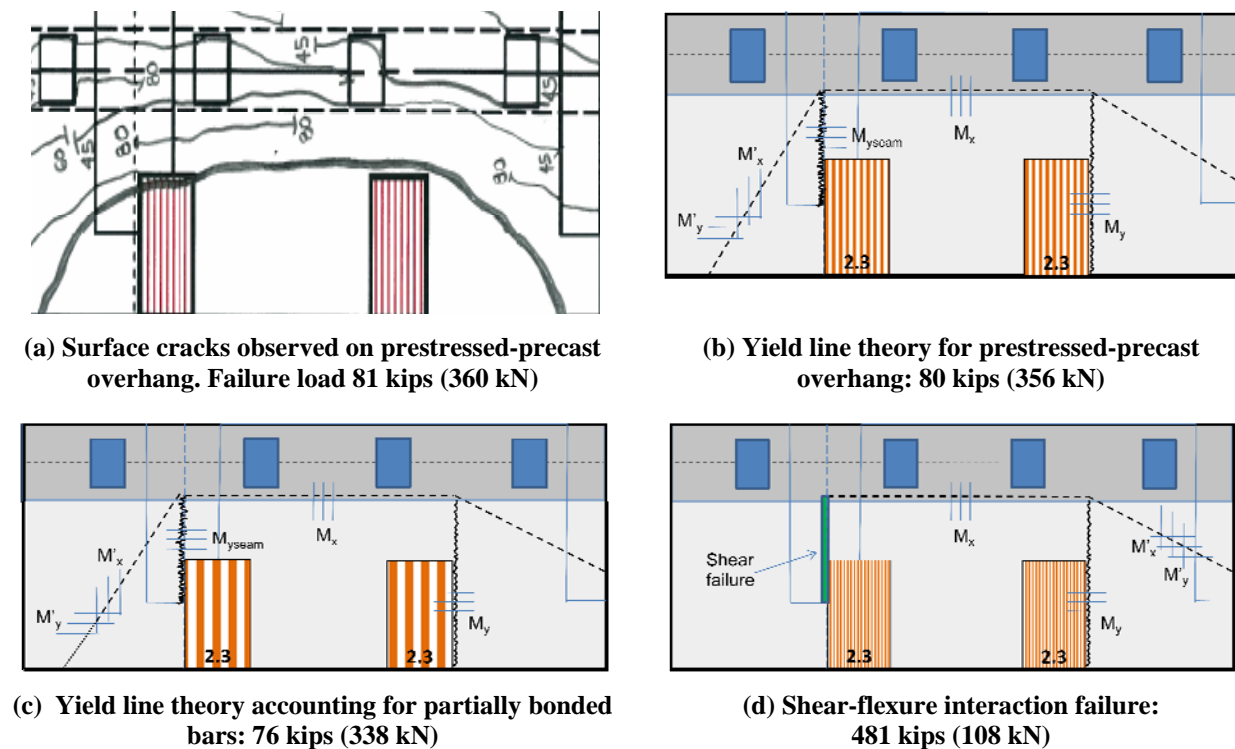 45
80
80
80
45
60
45
80
45
(a) Surface cracks observed on prestressed-precast
overhang. Failure load 81 kips (360 kN)
M'x
M'y
Myseam
Mx
My
2.3
2.3
(b) Yield line theory for prestressed-precast
overhang: 80 kips (356 kN)
M'x
M'y
Myseam
Mx
My
2.3
2.3
(c) Yield line theory accounting for partially bonded
bars: 76 kips (338 kN)
Shear
failure
Mx
M'x
M'y
My
2.3
2.3
(d) Shear-flexure interaction failure:
481 kips (108 kN)